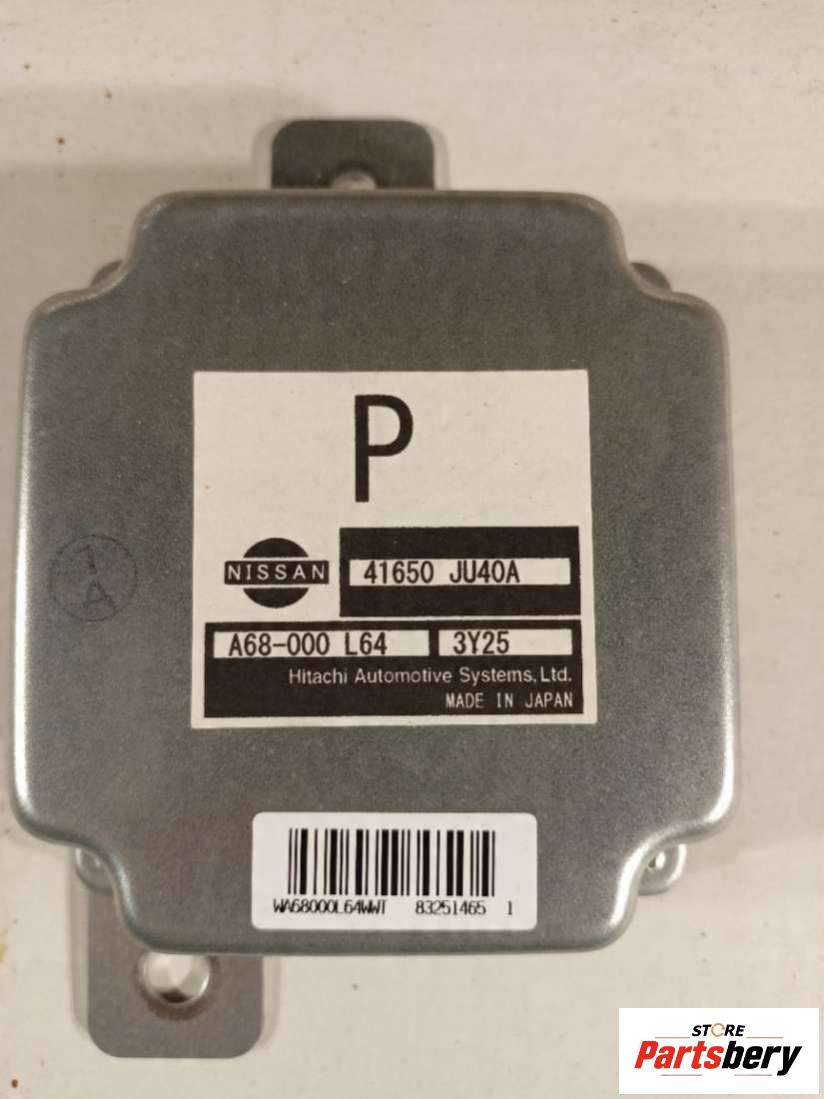 P
NISSAN 41650 JU40A
A68-000 L64 3Y25
Hitachi Automotive Systems, Ltd.
MADE IN JAPAN
WA68000L64WWT 83251465 1
STORE
Partsbery